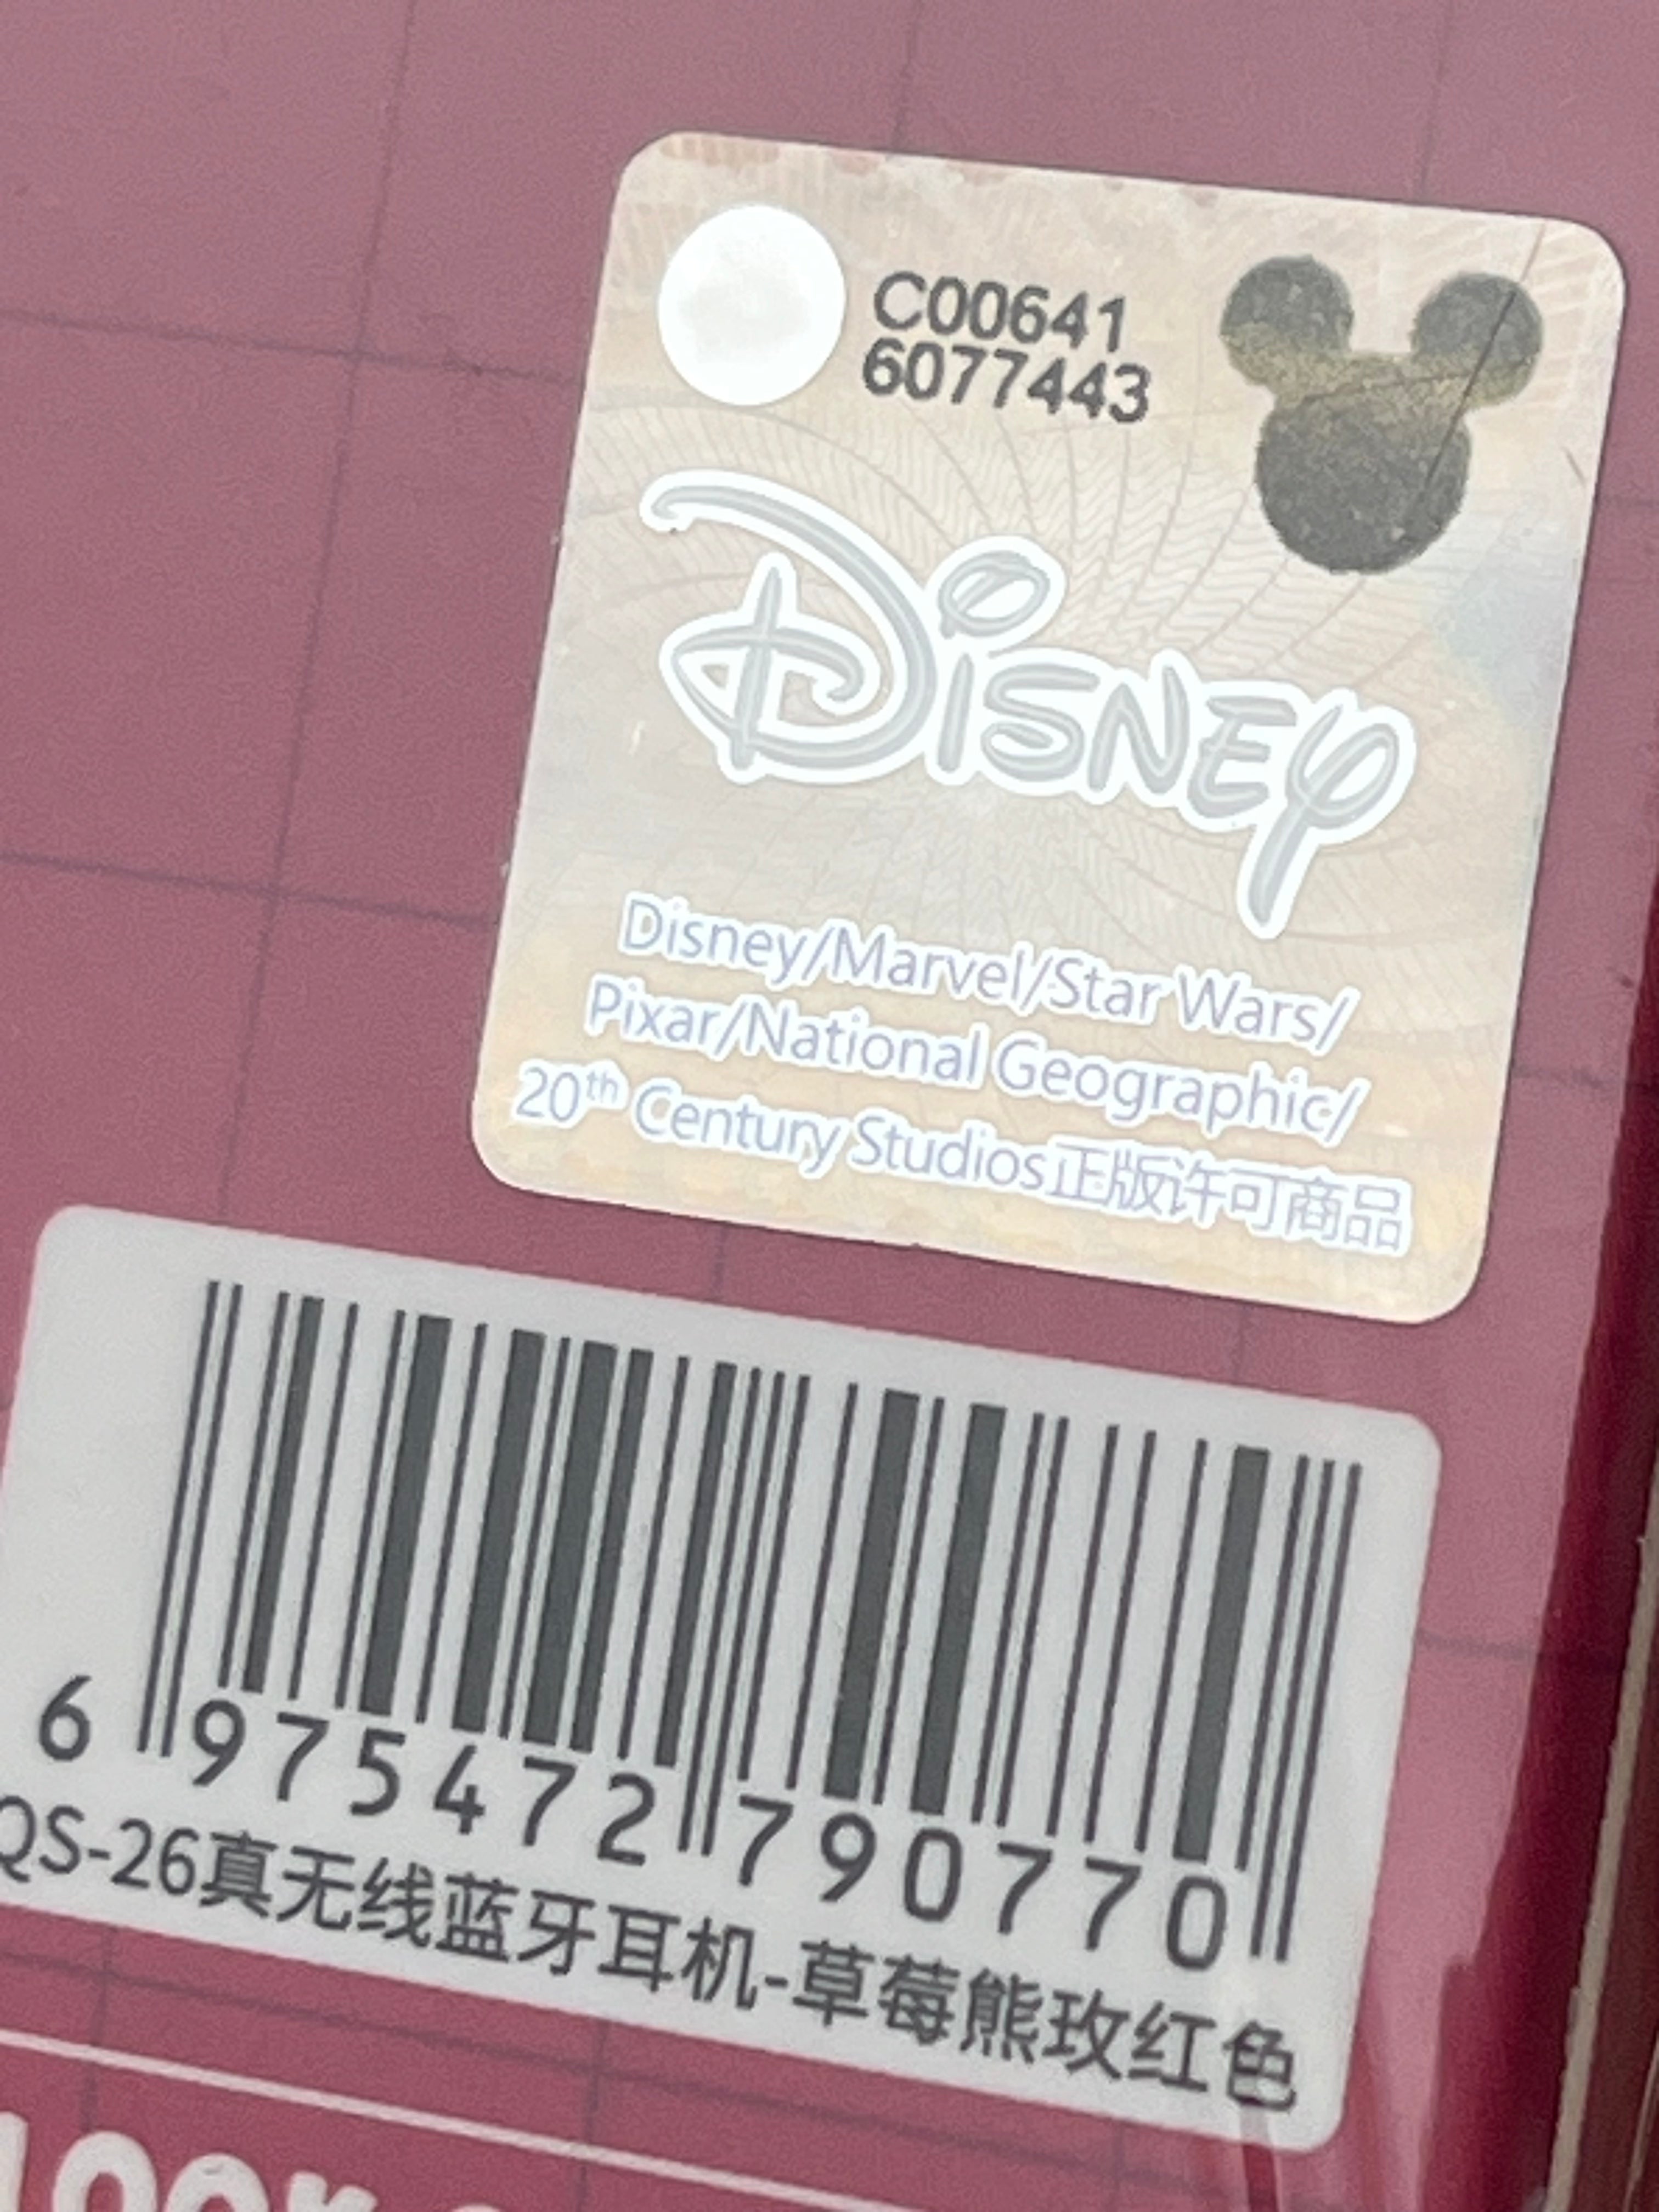 C00641
6077443
Disney
Disney/Marvel/Star Wars/
Pixar/National Geographic/
20th Century Studios正版许可商品
6 975472 790770
QS-26真无线蓝牙耳机-草莓熊玫红色